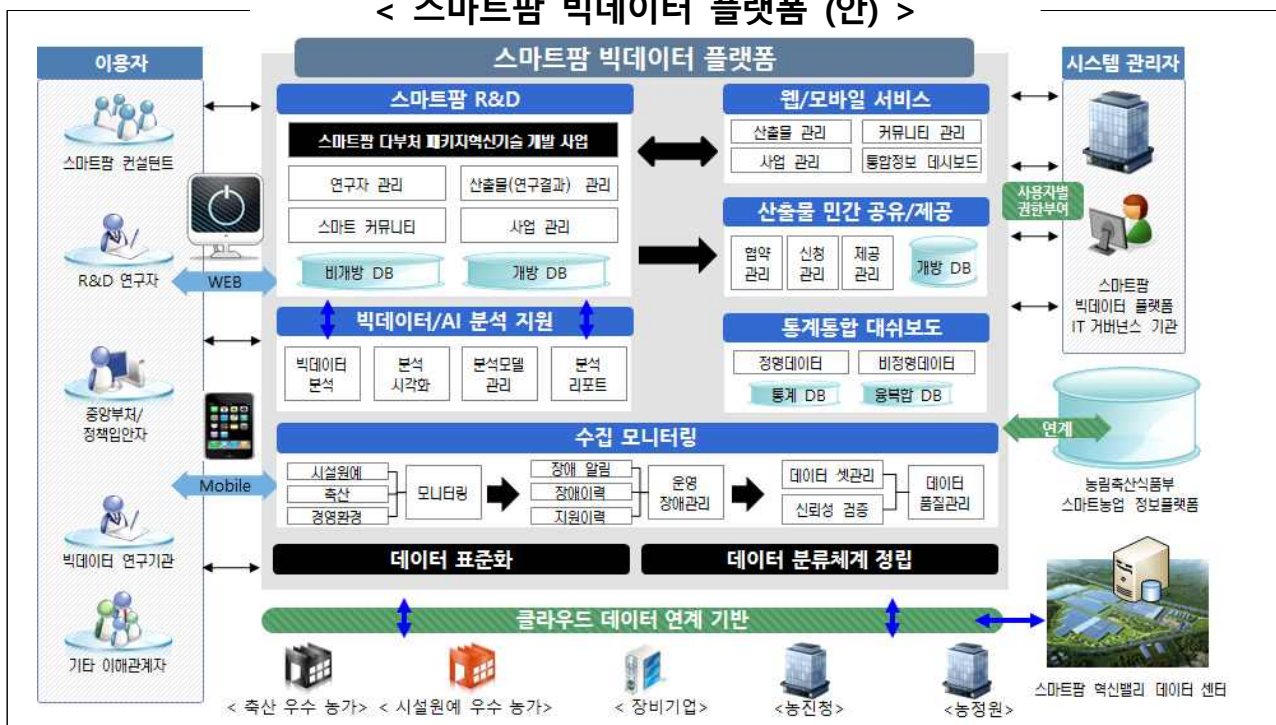 < 스마트팜 빅데이터 플랫폼 (안) >
이용자
스마트팜 컨설턴트
R&D 연구자
중앙부처/
정책입안자
빅데이터 연구기관
기타 이해관계자
WEB
Mobile
스마트팜 빅데이터 플랫폼
스마트팜 R&D
스마트팜 다부처 패키지혁신기술 개발 사업
연구자 관리
산출물(연구결과) 관리
스마트 커뮤니티
사업 관리
비개방 DB
개방 DB
빅데이터/AI 분석 지원
빅데이터
분석
분석
시각화
분석모델
관리
분석
리포트
웹/모바일 서비스
산출물 관리
커뮤니티 관리
사업 관리
통합정보 데시보드
산출물 민간 공유/제공
협약
관리
신청
관리
제공
관리
개방 DB
통계통합 대쉬보도
정형데이터
비정형데이터
통계 DB
융복합 DB
수집 모니터링
시설원예
축산
경영환경
모니터링
장애 알림
장애이력
지원이력
운영
장애관리
데이터 셋관리
신뢰성 검증
데이터
품질관리
데이터 표준화
데이터 분류체계 정립
클라우드 데이터 연계 기반
< 축산 우수 농가>
< 시설원예 우수 농가>
< 장비기업>
<농진청>
<농정원>
시스템 관리자
사용자별
권한부여
스마트팜
빅데이터 플랫폼
IT 거버넌스 기관
연계
농림축산식품부
스마트농업 정보플랫폼
스마트팜 혁신밸리 데이터 센터